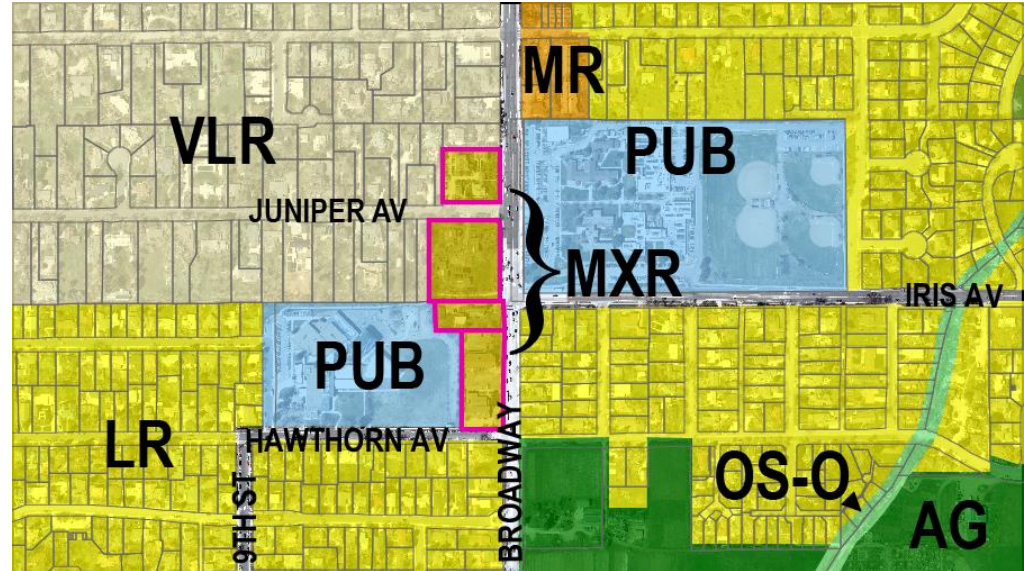 MR
VLR
PUB
JUNIPER AV
MXR
IRIS AV
PUB
LR
HAWTHORN AV
BROADWAY
9TH ST
OS-O
AG